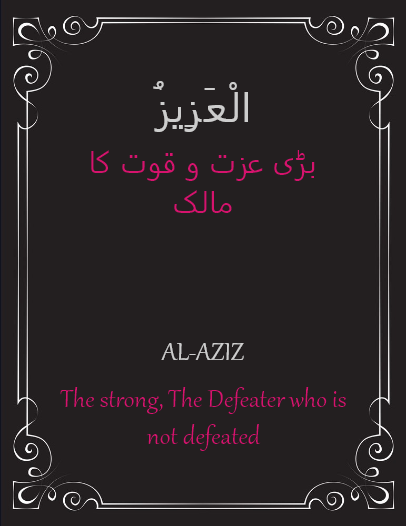 الْعَزِيزُ
بڑی عزت و قوت کا
مالک
AL-AZIZ
The strong, The Defeater who is
not defeated